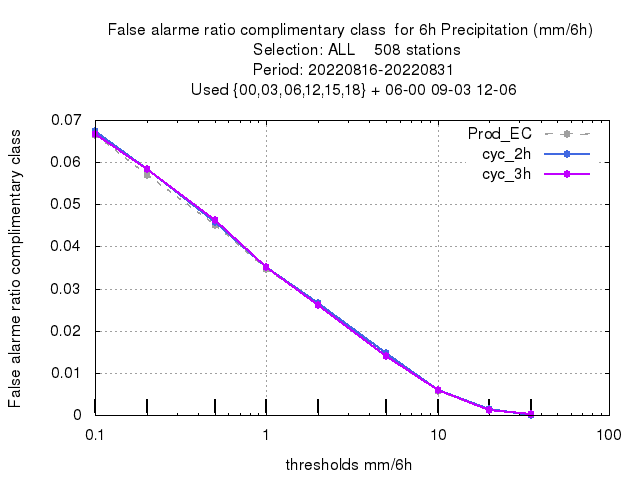 False alarme ratio complimentary class  for 6h Precipitation (mm/6h)
Selection: ALL    508 stations
Period: 20220816-20220831
Used {00,03,06,12,15,18} + 06-00 09-03 12-06
False alarme ratio complimentary class
0.07
0.06
0.05
0.04
0.03
0.02
0.01
0
Prod_EC
cyc_2h
cyc_3h
0.1
1
10
100
thresholds mm/6h